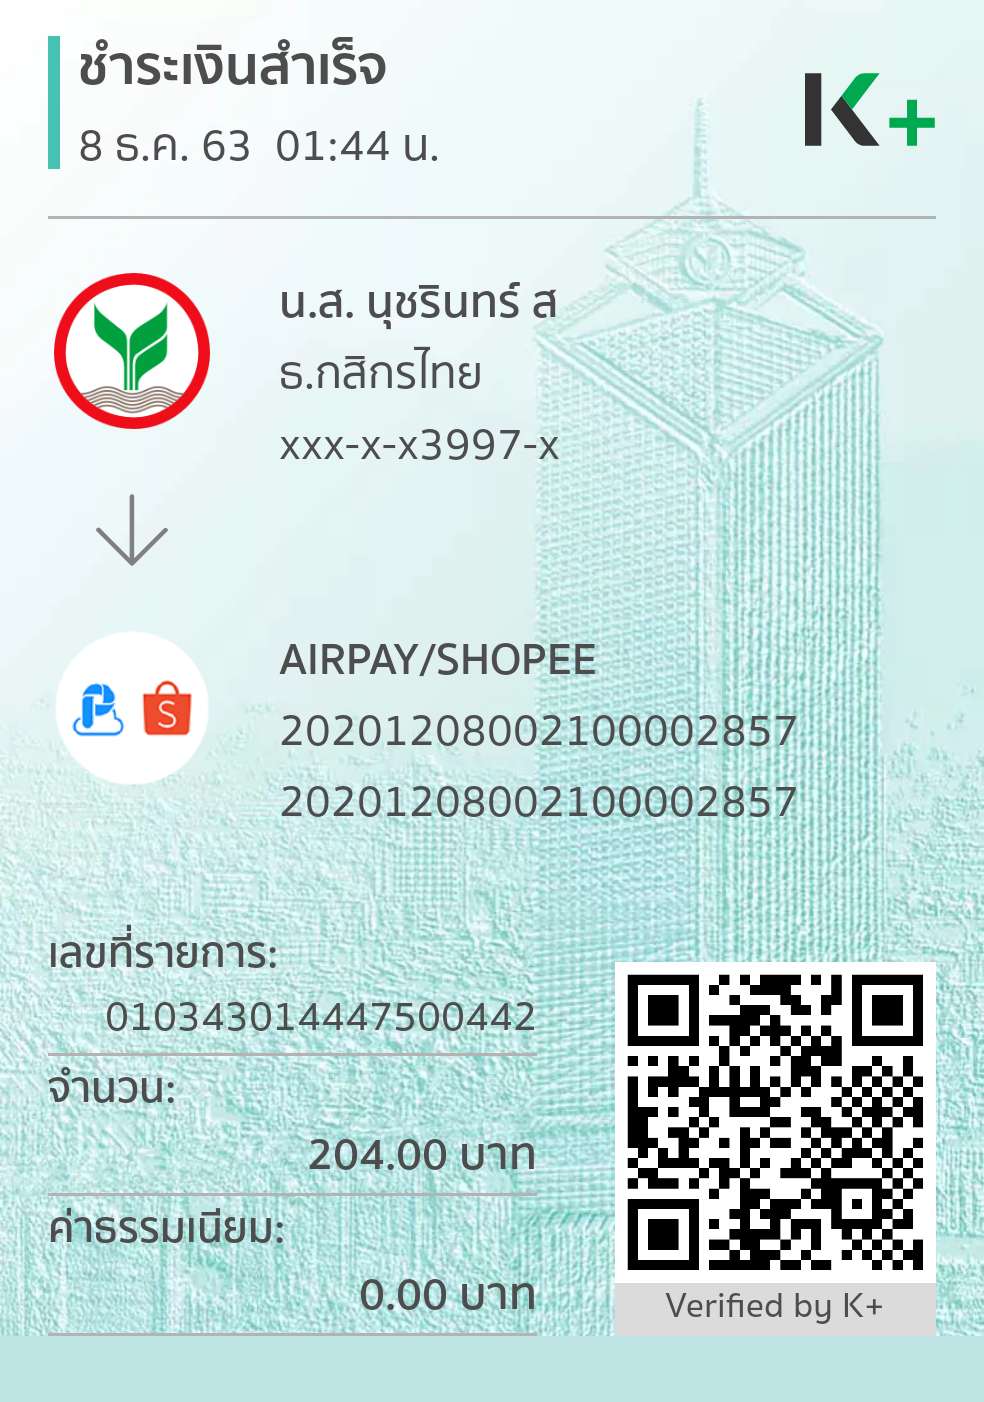 ชำระเงินสำเร็จ
8 ธ.ค. 63  01:44 น.
K+
น.ส. นุชรินทร์ ส
ธ.กสิกรไทย
xxx-x-x3997-x
AIRPAY/SHOPEE
20201208002100002857
20201208002100002857
เลขที่รายการ:
010343014447500442
จำนวน:
204.00 บาท
ค่าธรรมเนียม:
0.00 บาท
Verified by K+